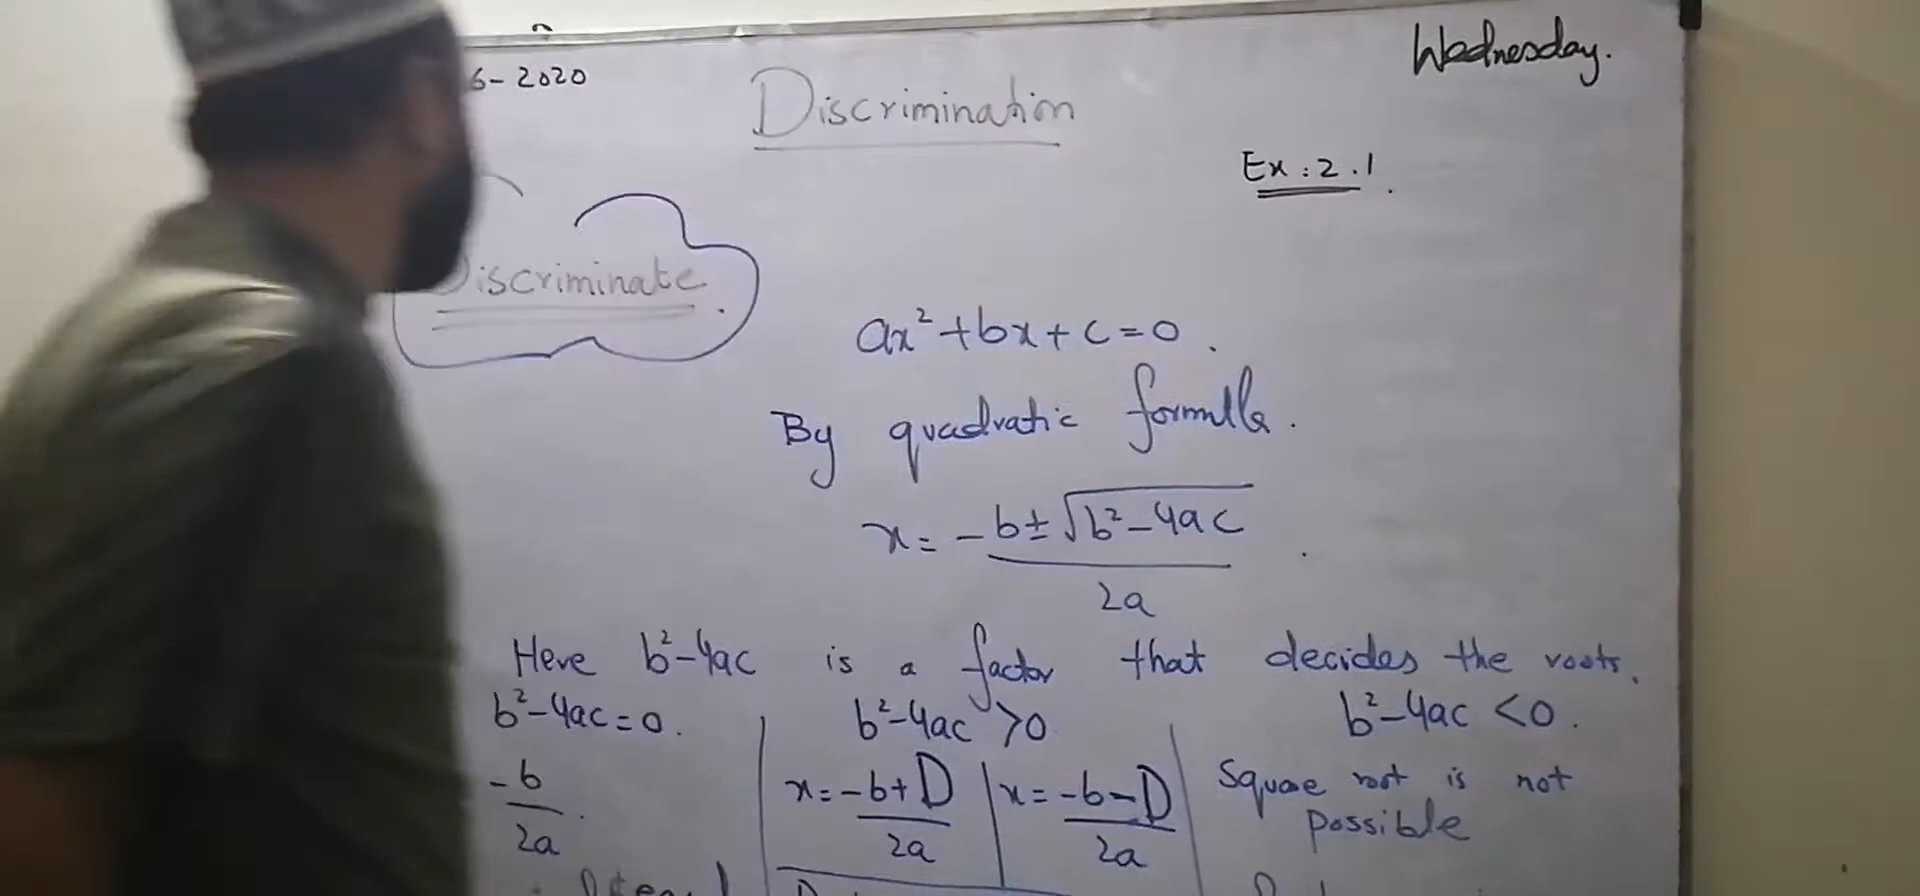 6-2020
Wednesday.
Discrimination
Ex : 2.1.
Discriminate.
ax² + bx + c = 0.
By quadratic formulla.
x = -b ± √b²-4ac
2a
Here b²-4ac is a factor that decides the roots.
b²-4ac = 0. b²-4ac > 0 b²-4ac < 0.
-b x = -b + D x = -b - D Square root is not
2a 2a 2a possible